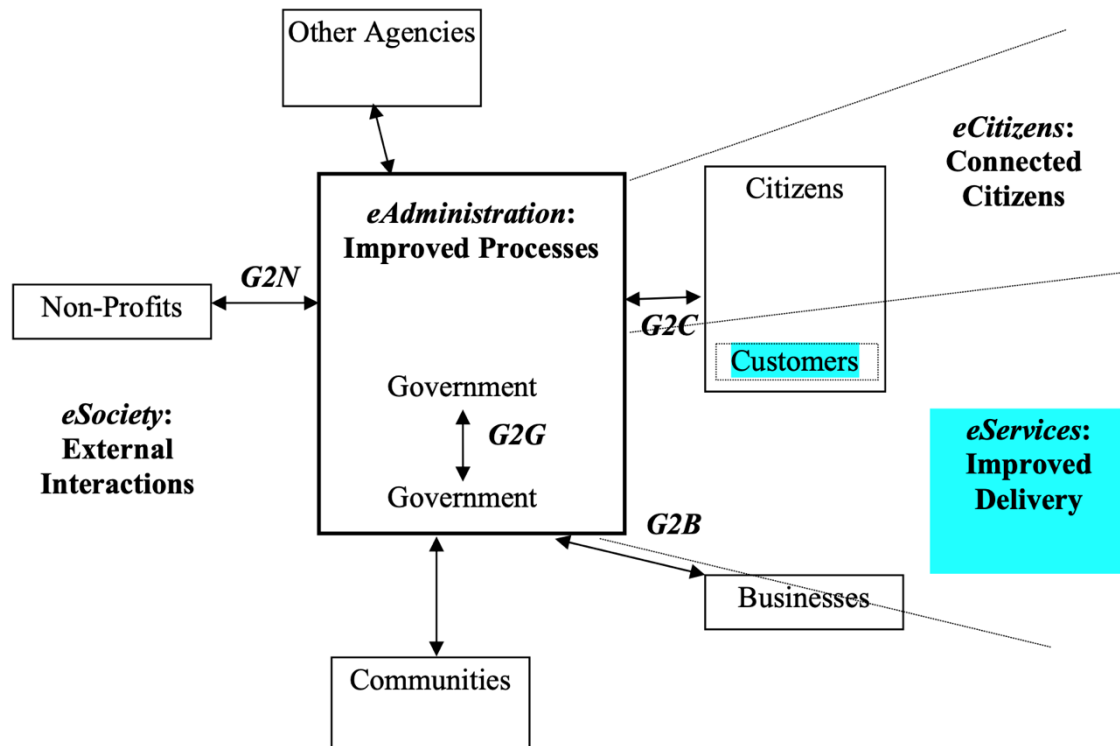 Other Agencies
eCitizens:
Connected
Citizens
Citizens
eAdministration:
Improved Processes
G2N
Non-Profits
G2C
Customers
Government
G2G
Government
eSociety:
External
Interactions
eServices:
Improved
Delivery
G2B
Businesses
Communities